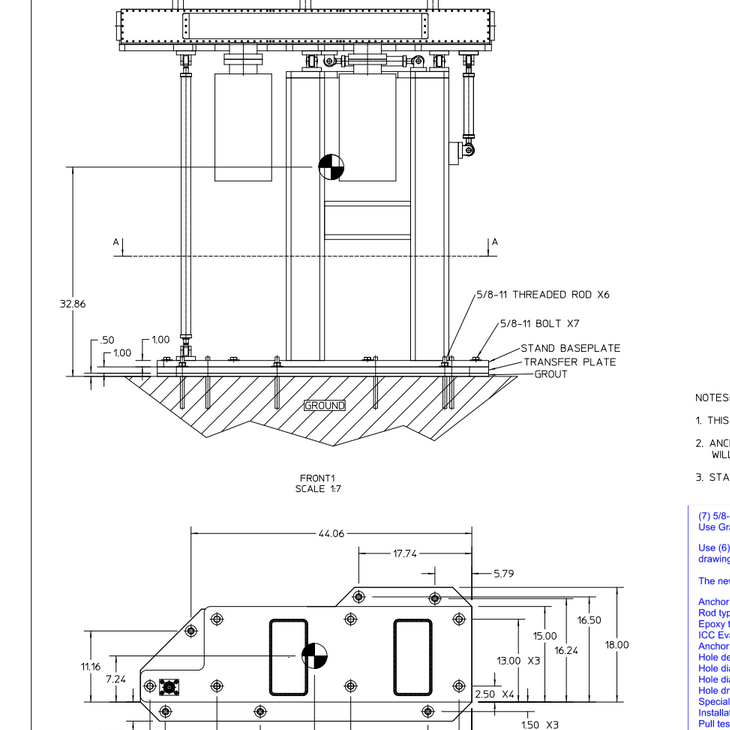 A
A
32.86
5/8-11 THREADED ROD X6
5/8-11 BOLT X7
.50
1.00
1.00
STAND BASEPLATE
TRANSFER PLATE
GROUT
GROUND
FRONT1
SCALE 1:7
NOTES:
1. THIS
2. ANC
WILL
3. STA
(7) 5/8-
Use Gr
Use (6)
drawing
The nev
Anchor
Rod typ
Epoxy t
ICC Eva
Anchor
Hole de
Hole dia
Hole dia
Hole dr
Special
Installat
Pull tes
44.06
17.74
5.79
11.16
7.24
13.00 X3
15.00
16.24
16.50
18.00
2.50 X4
1.50 X3